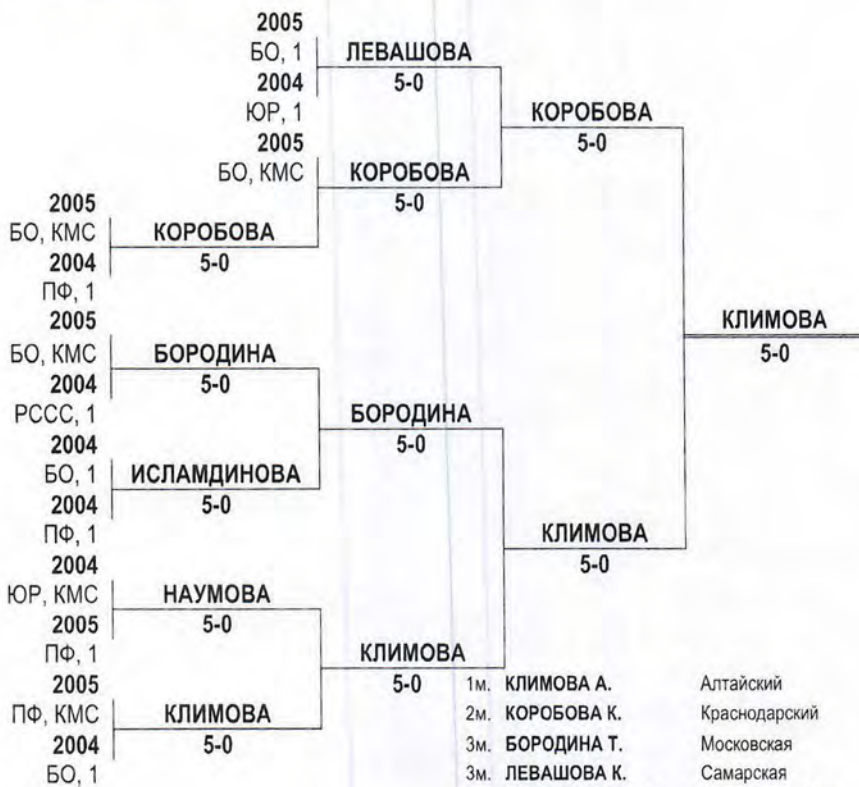 2005
БО, 1 ЛЕВАШОВА
2004 5-0
ЮР, 1 КОРОБОВА
2005 5-0
БО, КМС КОРОБОВА
2005 5-0
БО, КМС КОРОБОВА
2004 5-0
ПФ, 1
2005 КЛИМОВА
БО, КМС БОРОДИНА 5-0
2004 5-0
РССС, 1 БОРОДИНА
2004 5-0
БО, 1 ИСЛАМДИНОВА
2004 5-0
ПФ, 1 КЛИМОВА
2004 5-0
ЮР, КМС НАУМОВА
2005 5-0
ПФ, 1 КЛИМОВА
2005 5-0
1м. КЛИМОВА А. Алтайский
ПФ, КМС КЛИМОВА
2м. КОРОБОВА К. Краснодарский
2004 5-0
3м. БОРОДИНА Т. Московская
БО, 1
3м. ЛЕВАШОВА К. Самарская